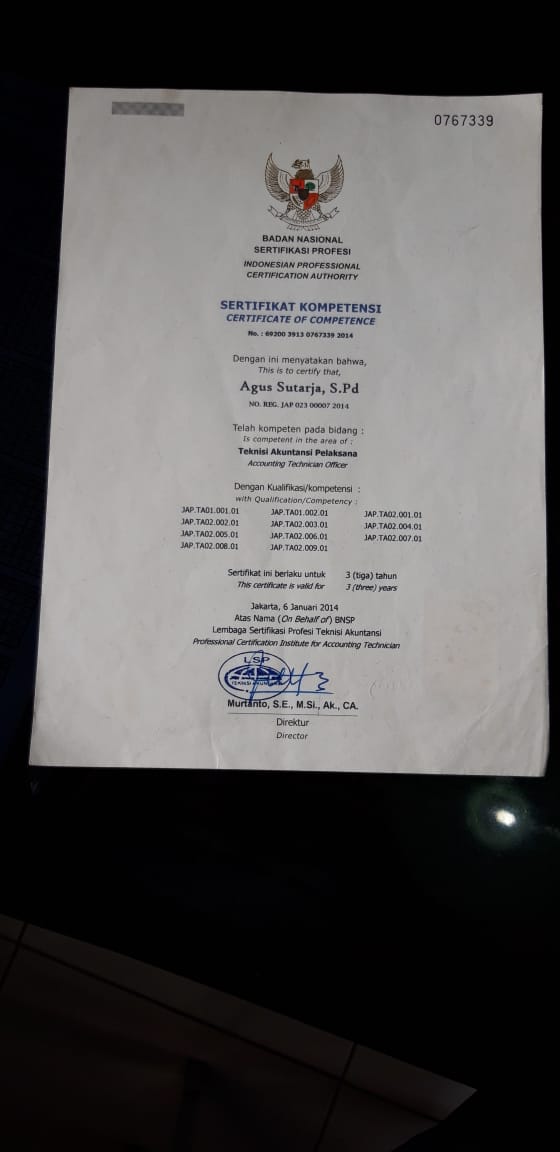 0767339
BADAN NASIONAL
SERTIFIKASI PROFESI
INDONESIAN PROFESSIONAL
CERTIFICATION AUTHORITY
SERTIFIKAT KOMPETENSI
CERTIFICATE OF COMPETENCE
No. : 69200 3913 0767339 2014
Dengan ini menyatakan bahwa,
This is to certify that,
Agus Sutarja, S.Pd
NO. REG. JAP 023 00007 2014
Telah kompeten pada bidang :
Is competent in the area of :
Teknisi Akuntansi Pelaksana
Accounting Technician Officer
Dengan Kualifikasi/kompetensi :
with Qualification/Competency :
JAP.TA01.001.01 JAP.TA01.002.01 JAP.TA02.001.01
JAP.TA02.002.01 JAP.TA02.003.01 JAP.TA02.004.01
JAP.TA02.005.01 JAP.TA02.006.01 JAP.TA02.007.01
JAP.TA02.008.01 JAP.TA02.009.01
Sertifikat ini berlaku untuk 3 (tiga) tahun
This certificate is valid for 3 (three) years
Jakarta, 6 Januari 2014
Atas Nama (On Behalf of) BNSP
Lembaga Sertifikasi Profesi Teknisi Akuntansi
Professional Certification Institute for Accounting Technician
LSP
TEKNISI AKUNTANSI
Murtanto, S.E., M.Si., Ak., CA.
Direktur
Director